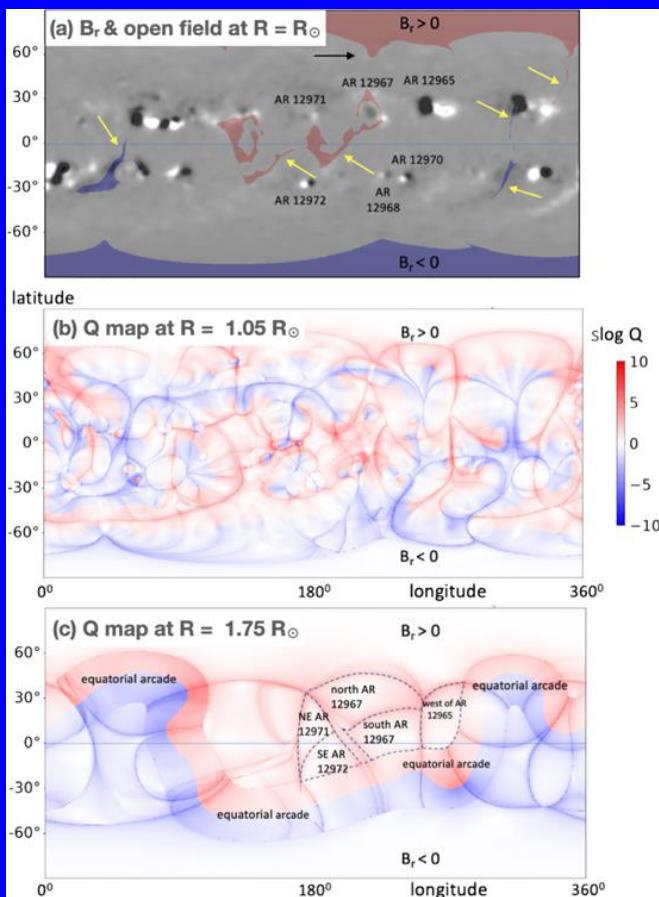 (a) Bᵣ & open field at R = R☉
Bᵣ > 0
60°
30°
0°
-30°
-60°
AR 12967
AR 12965
AR 12971
AR 12970
AR 12972
AR
12968
Bᵣ < 0
latitude
(b) Q map at R = 1.05 R☉
Bᵣ > 0
slog Q
60°
30°
0°
-30°
-60°
10
5
0
−5
−10
Bᵣ < 0
0⁰
180⁰
longitude
360⁰
(c) Q map at R = 1.75 R☉
Bᵣ > 0
60°
30°
0°
-30°
-60°
equatorial arcade
north AR
12967
west of AR
12965
equatorial arcade
NE AR
12971
south AR
12967
SE AR
12972
equatorial arcade
equatorial arcade
Bᵣ < 0
0⁰
180⁰
longitude
360⁰